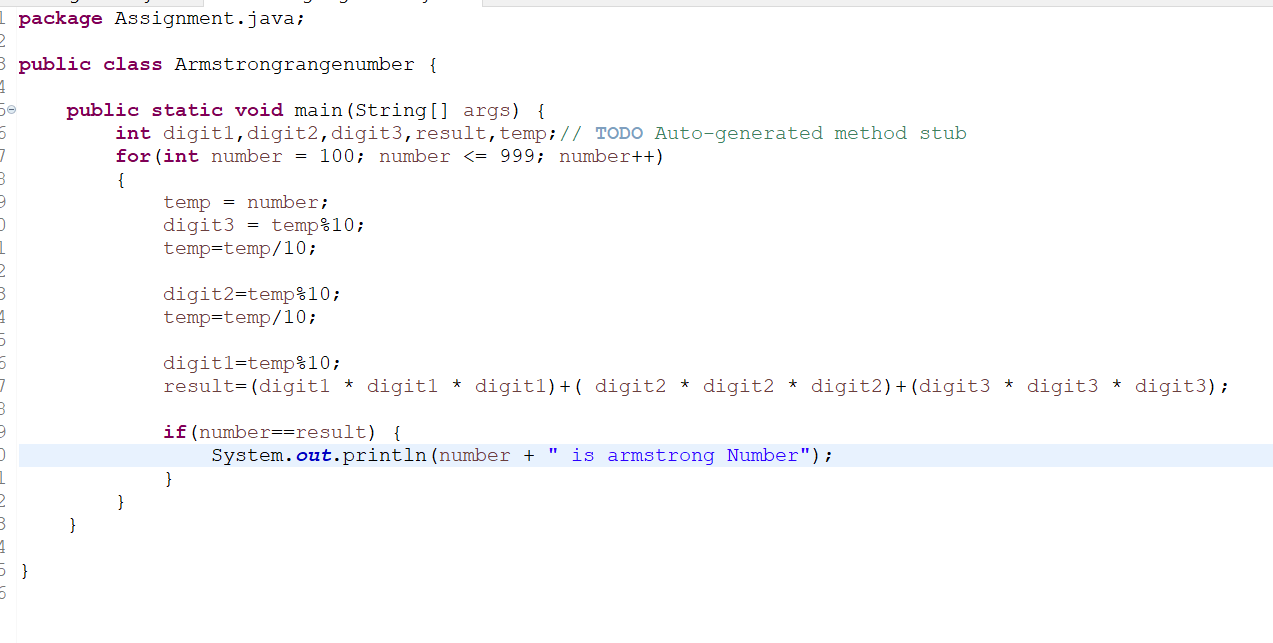 package Assignment.java;
public class Armstrongrangenumber {
public static void main(String[] args) {
int digit1,digit2,digit3,result,temp;// TODO Auto-generated method stub
for(int number = 100; number <= 999; number++)
{
temp = number;
digit3 = temp%10;
temp=temp/10;
digit2=temp%10;
temp=temp/10;
digit1=temp%10;
result=(digit1 * digit1 * digit1)+( digit2 * digit2 * digit2)+(digit3 * digit3 * digit3);
if(number==result) {
System.out.println(number + " is armstrong Number");
}
}
}
}